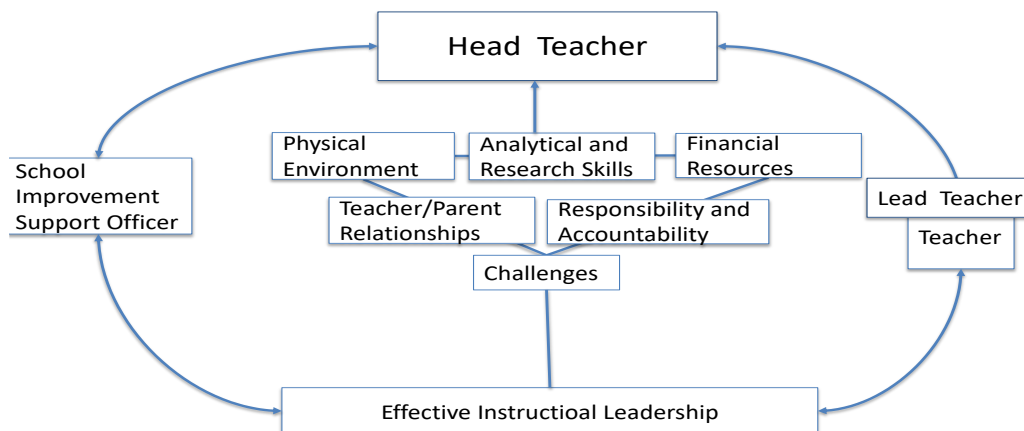 Head Teacher
Physical
Environment
Analytical and
Research Skills
Financial
Resources
School
Improvement
Support Officer
Lead Teacher
Teacher/Parent
Relationships
Responsibility and
Accountability
Teacher
Challenges
Effective Instructioal Leadership